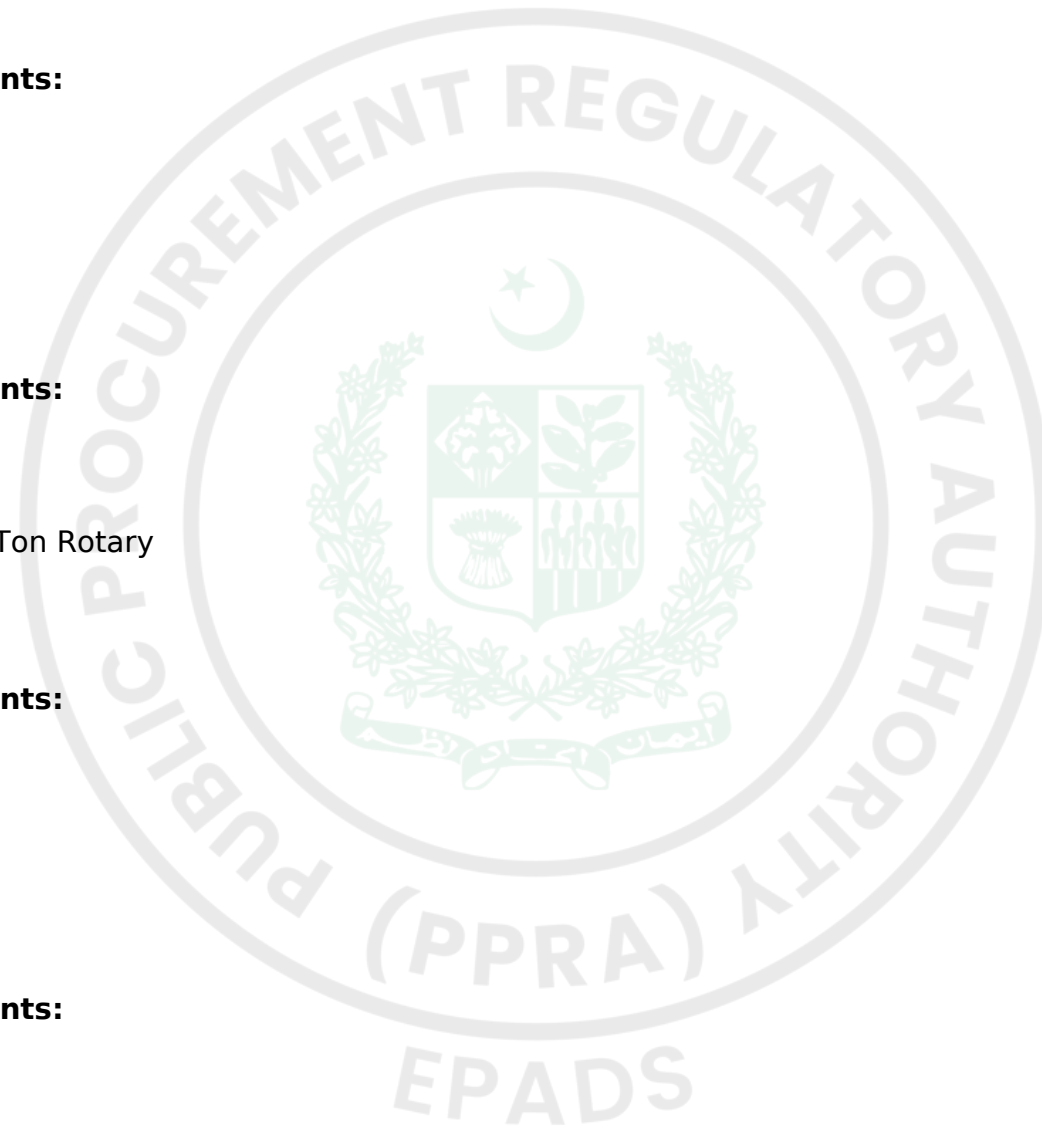 nts:
nts:
Ton Rotary
nts:
nts:
PUBLIC PROCUREMENT REGULATORY AUTHORITY
(PPRA)
EPADS